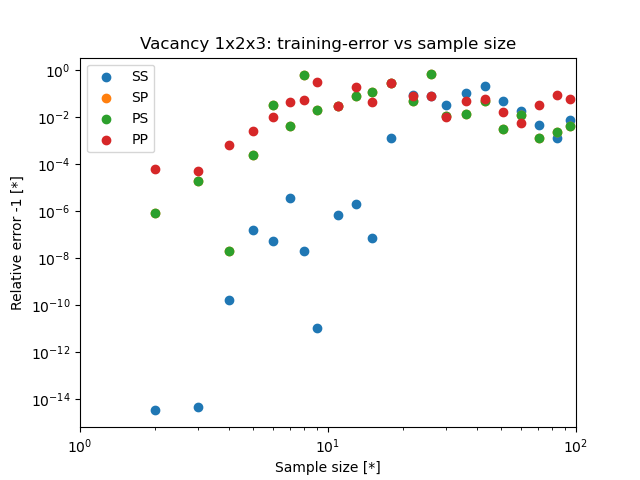 Vacancy 1x2x3: training-error vs sample size
Relative error -1 [*]
10⁰
10⁻²
10⁻⁴
10⁻⁶
10⁻⁸
10⁻¹⁰
10⁻¹²
10⁻¹⁴
SS
SP
PS
PP
10⁰ 10¹ 10²
Sample size [*]